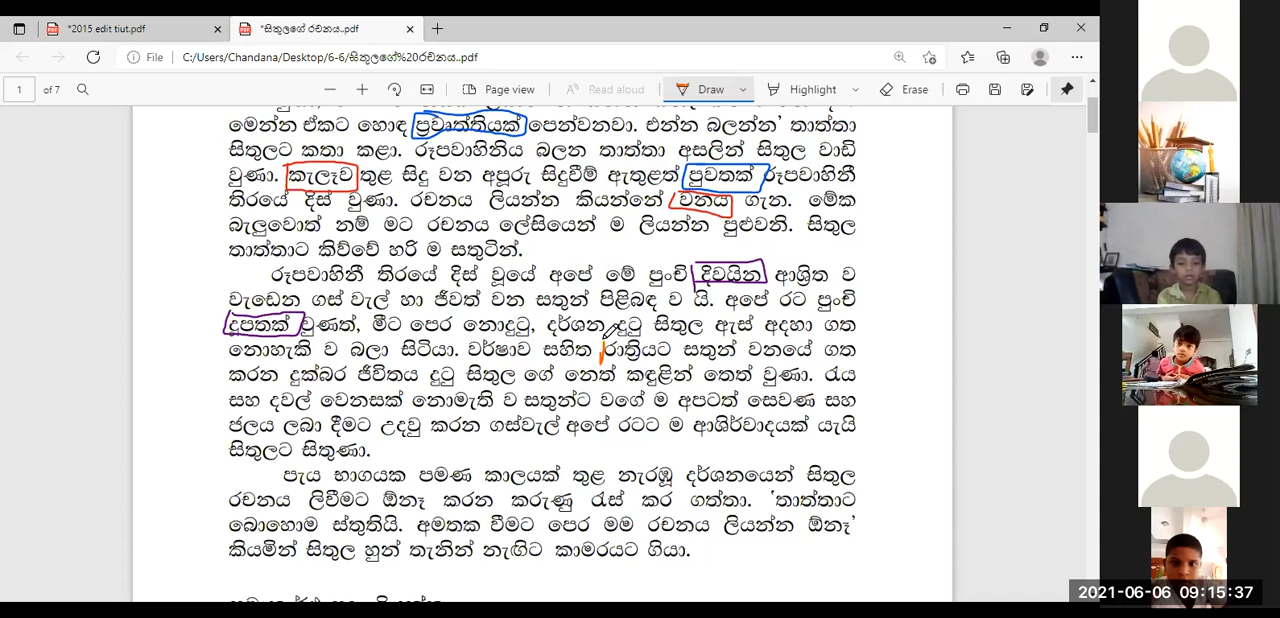 *2015 edit tiut.pdf
*සිතුලගේ රචනය..pdf
File C:/Users/Chandana/Desktop/6-6/සිතුලගේ%20රචනය..pdf
1 of 7 Page view Read aloud Draw Highlight Erase
මෙන්න ඒකට හොඳ ප්‍රවෘත්තියක් පෙන්වනවා. එන්න බලන්න' තාත්තා
සිතුලට කතා කළා. රූපවාහිනිය බලන තාත්තා අසලින් සිතුල වාඩි
වුණා. කැලෑව තුළ සිදු වන අපූරු සිදුවීම් ඇතුළත් පුවතක් රූපවාහිනී
තිරයේ දිස් වුණා. රචනය ලියන්න කියන්නේ වනය ගැන. මේක
බැලුවොත් නම් මට රචනය ලේසියෙන් ම ලියන්න පුළුවනි. සිතුල
තාත්තාට කිව්වේ හරි ම සතුටින්.
රූපවාහිනී තිරයේ දිස් වූයේ අපේ මේ පුංචි දිවයින ආශ්‍රිත ව
වැඩෙන ගස් වැල් හා ජීවත් වන සතුන් පිළිබඳ ව යි. අපේ රට පුංචි
දූපතක් වුණත්, මීට පෙර නොදුටු, දර්ශන දුටු සිතුල ඇස් අදහා ගත
නොහැකි ව බලා සිටියා. වර්ෂාව සහිත රාත්‍රියට සතුන් වනයේ ගත
කරන දුක්බර ජීවිතය දුටු සිතුල ගේ නෙත් කඳුළින් තෙත් වුණා. රැය
සහ දවල් වෙනසක් නොමැති ව සතුන්ට වගේ ම අපටත් සෙවණ සහ
ජලය ලබා දීමට උදවු කරන ගස්වැල් අපේ රටට ම ආශිර්වාදයක් යැයි
සිතුලට සිතුණා.
පැය භාගයක පමණ කාලයක් තුළ නැරඹූ දර්ශනයෙන් සිතුල
රචනය ලිවීමට ඕනෑ කරන කරුණු රැස් කර ගත්තා. 'තාත්තාට
බොහොම ස්තූතියි. අමතක වීමට පෙර මම රචනය ලියන්න ඕනෑ'
කියමින් සිතුල හුන් තැනින් නැඟිට කාමරයට ගියා.
2021-06-06 09:15:37